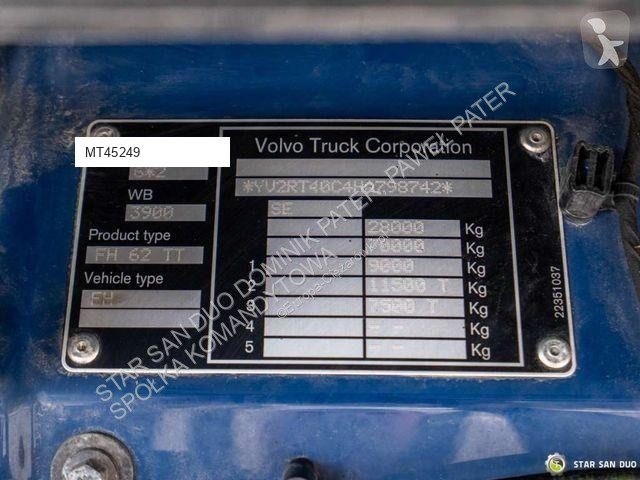 MT45249
Volvo Truck Corporation
6*2
WB
3900
Product type
FH 62 TT
Vehicle type
FH
SE
28000 Kg
70000 Kg
1 9000 Kg
11500 T Kg
3 7500 T Kg
4 -- Kg
5 -- Kg
22351037
STAR SAN DUO DOMINIK PATER, PAWEŁ PATER
SPÓŁKA KOMANDYTOWA
STAR SAN DUO